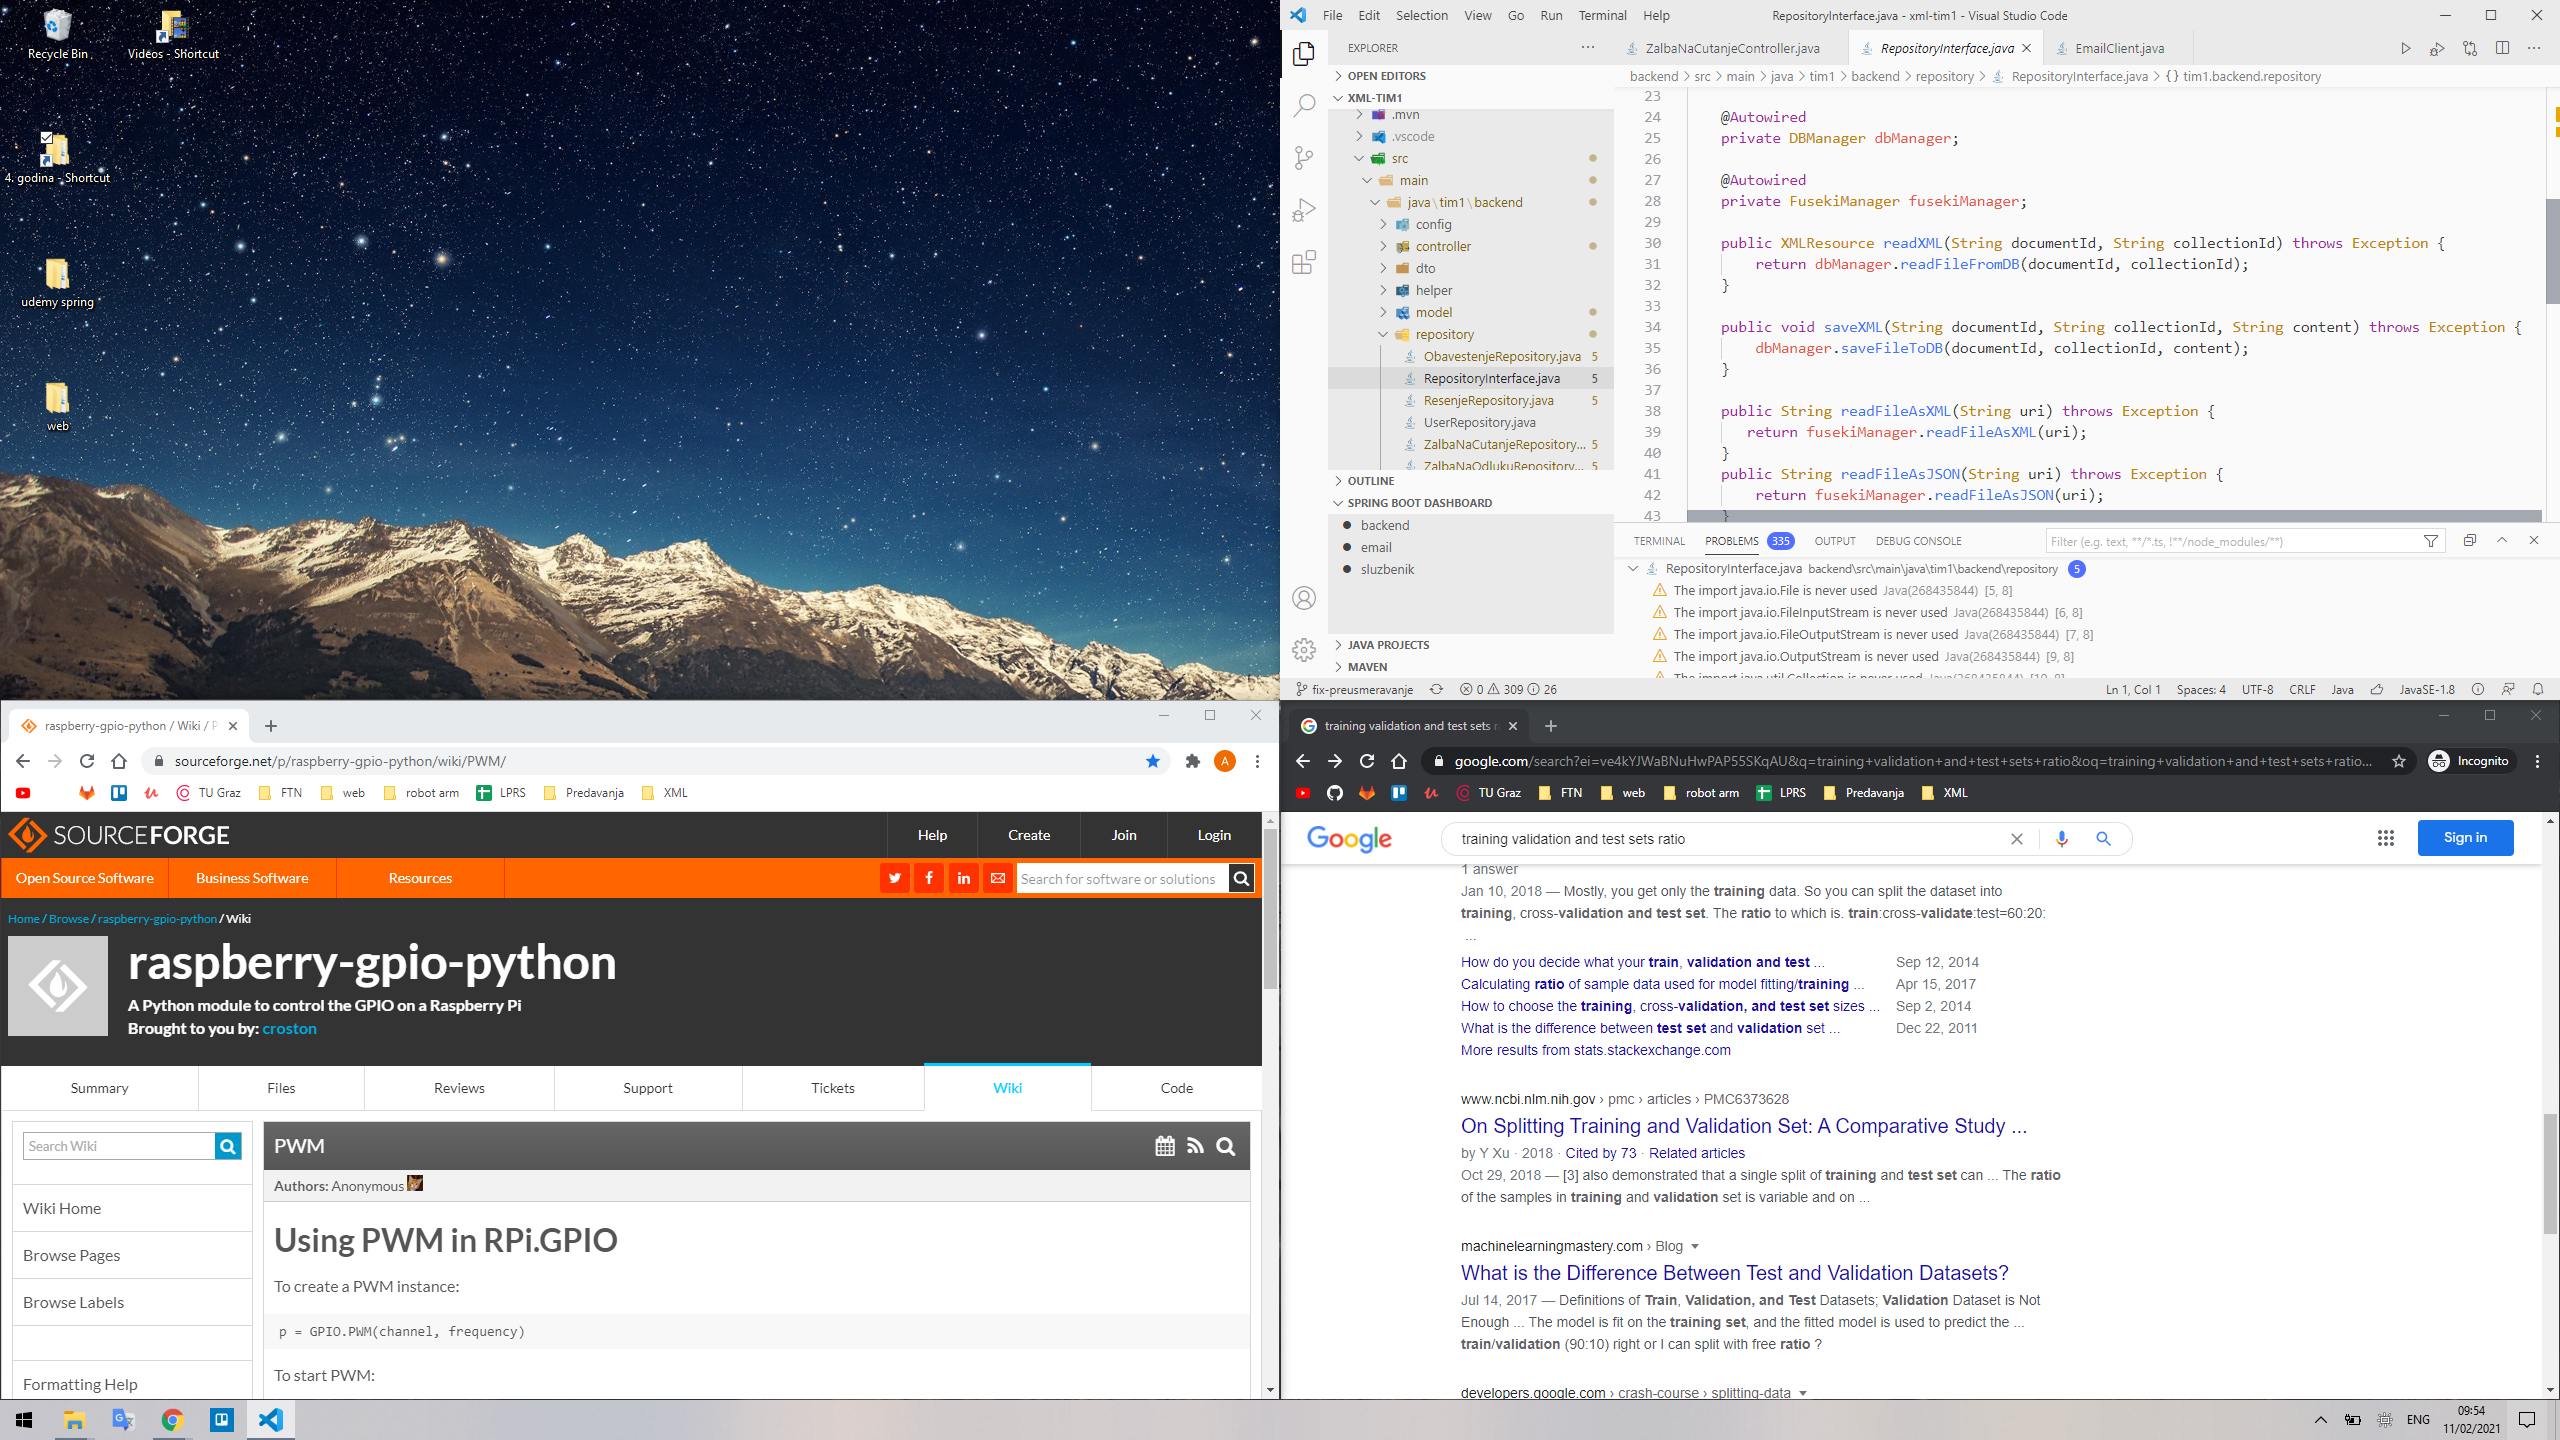 Recycle Bin
Videos - Shortcut
4. godina - Shortcut
udemy spring
web
File Edit Selection View Go Run Terminal Help
RepositoryInterface.java - xml-tim1 - Visual Studio Code
EXPLORER
ZalbaNaCutanjeController.java
RepositoryInterface.java
EmailClient.java
OPEN EDITORS
XML-TIM1
.mvn
.vscode
src
main
java\tim1\backend
config
controller
dto
helper
model
repository
ObavestenjeRepository.java 5
RepositoryInterface.java 5
ResenjeRepository.java 5
UserRepository.java
ZalbaNaCutanjeRepository... 5
ZalbaNaOdlukuRepository... 5
OUTLINE
SPRING BOOT DASHBOARD
backend
email
sluzbenik
JAVA PROJECTS
MAVEN
backend > src > main > java > tim1 > backend > repository > RepositoryInterface.java > {} tim1.backend.repository
23
24 @Autowired
25 private DBManager dbManager;
26
27 @Autowired
28 private FusekiManager fusekiManager;
29
30 public XMLResource readXML(String documentId, String collectionId) throws Exception {
31 return dbManager.readFileFromDB(documentId, collectionId);
32 }
33
34 public void saveXML(String documentId, String collectionId, String content) throws Exception {
35 dbManager.saveFileToDB(documentId, collectionId, content);
36 }
37
38 public String readFileAsXML(String uri) throws Exception {
39 return fusekiManager.readFileAsXML(uri);
40 }
41 public String readFileAsJSON(String uri) throws Exception {
42 return fusekiManager.readFileAsJSON(uri);
43 }
TERMINAL PROBLEMS 335 OUTPUT DEBUG CONSOLE
Filter (e.g. text, **/*.ts, !**/node_modules/**)
RepositoryInterface.java backend\src\main\java\tim1\backend\repository 5
The import java.io.File is never used Java(268435844) [5, 8]
The import java.io.FileInputStream is never used Java(268435844) [6, 8]
The import java.io.FileOutputStream is never used Java(268435844) [7, 8]
The import java.io.OutputStream is never used Java(268435844) [9, 8]
The import java.util.Collection is never used Java(268435844) [10, 8]
fix-preusmeravanje 0 309 26
Ln 1, Col 1 Spaces: 4 UTF-8 CRLF Java JavaSE-1.8
raspberry-gpio-python / Wiki / P
sourceforge.net/p/raspberry-gpio-python/wiki/PWM/
A
TU Graz FTN web robot arm LPRS Predavanja XML
SOURCEFORGE
Help Create Join Login
Open Source Software Business Software Resources
Search for software or solutions
Home / Browse / raspberry-gpio-python / Wiki
raspberry-gpio-python
A Python module to control the GPIO on a Raspberry Pi
Brought to you by: croston
Summary Files Reviews Support Tickets Wiki Code
Search Wiki
Wiki Home
Browse Pages
Browse Labels
Formatting Help
PWM
Authors: Anonymous
Using PWM in RPi.GPIO
To create a PWM instance:
p = GPIO.PWM(channel, frequency)
To start PWM:
training validation and test sets r
google.com/search?ei=ve4kYJWaBNuHwPAP55SKqAU&q=training+validation+and+test+sets+ratio&oq=training+validation+and+test+sets+ratio...
Incognito
TU Graz FTN web robot arm LPRS Predavanja XML
Google
training validation and test sets ratio
Sign in
1 answer
Jan 10, 2018 — Mostly, you get only the training data. So you can split the dataset into
training, cross-validation and test set. The ratio to which is. train:cross-validate:test=60:20:
...
How do you decide what your train, validation and test ... Sep 12, 2014
Calculating ratio of sample data used for model fitting/training ... Apr 15, 2017
How to choose the training, cross-validation, and test set sizes ... Sep 2, 2014
What is the difference between test set and validation set ... Dec 22, 2011
More results from stats.stackexchange.com
www.ncbi.nlm.nih.gov › pmc › articles › PMC6373628
On Splitting Training and Validation Set: A Comparative Study ...
by Y Xu · 2018 · Cited by 73 · Related articles
Oct 29, 2018 — [3] also demonstrated that a single split of training and test set can ... The ratio
of the samples in training and validation set is variable and on ...
machinelearningmastery.com › Blog
What is the Difference Between Test and Validation Datasets?
Jul 14, 2017 — Definitions of Train, Validation, and Test Datasets; Validation Dataset is Not
Enough ... The model is fit on the training set, and the fitted model is used to predict the ...
train/validation (90:10) right or I can split with free ratio ?
developers.google.com › crash-course › splitting-data
ENG
09:54
11/02/2021